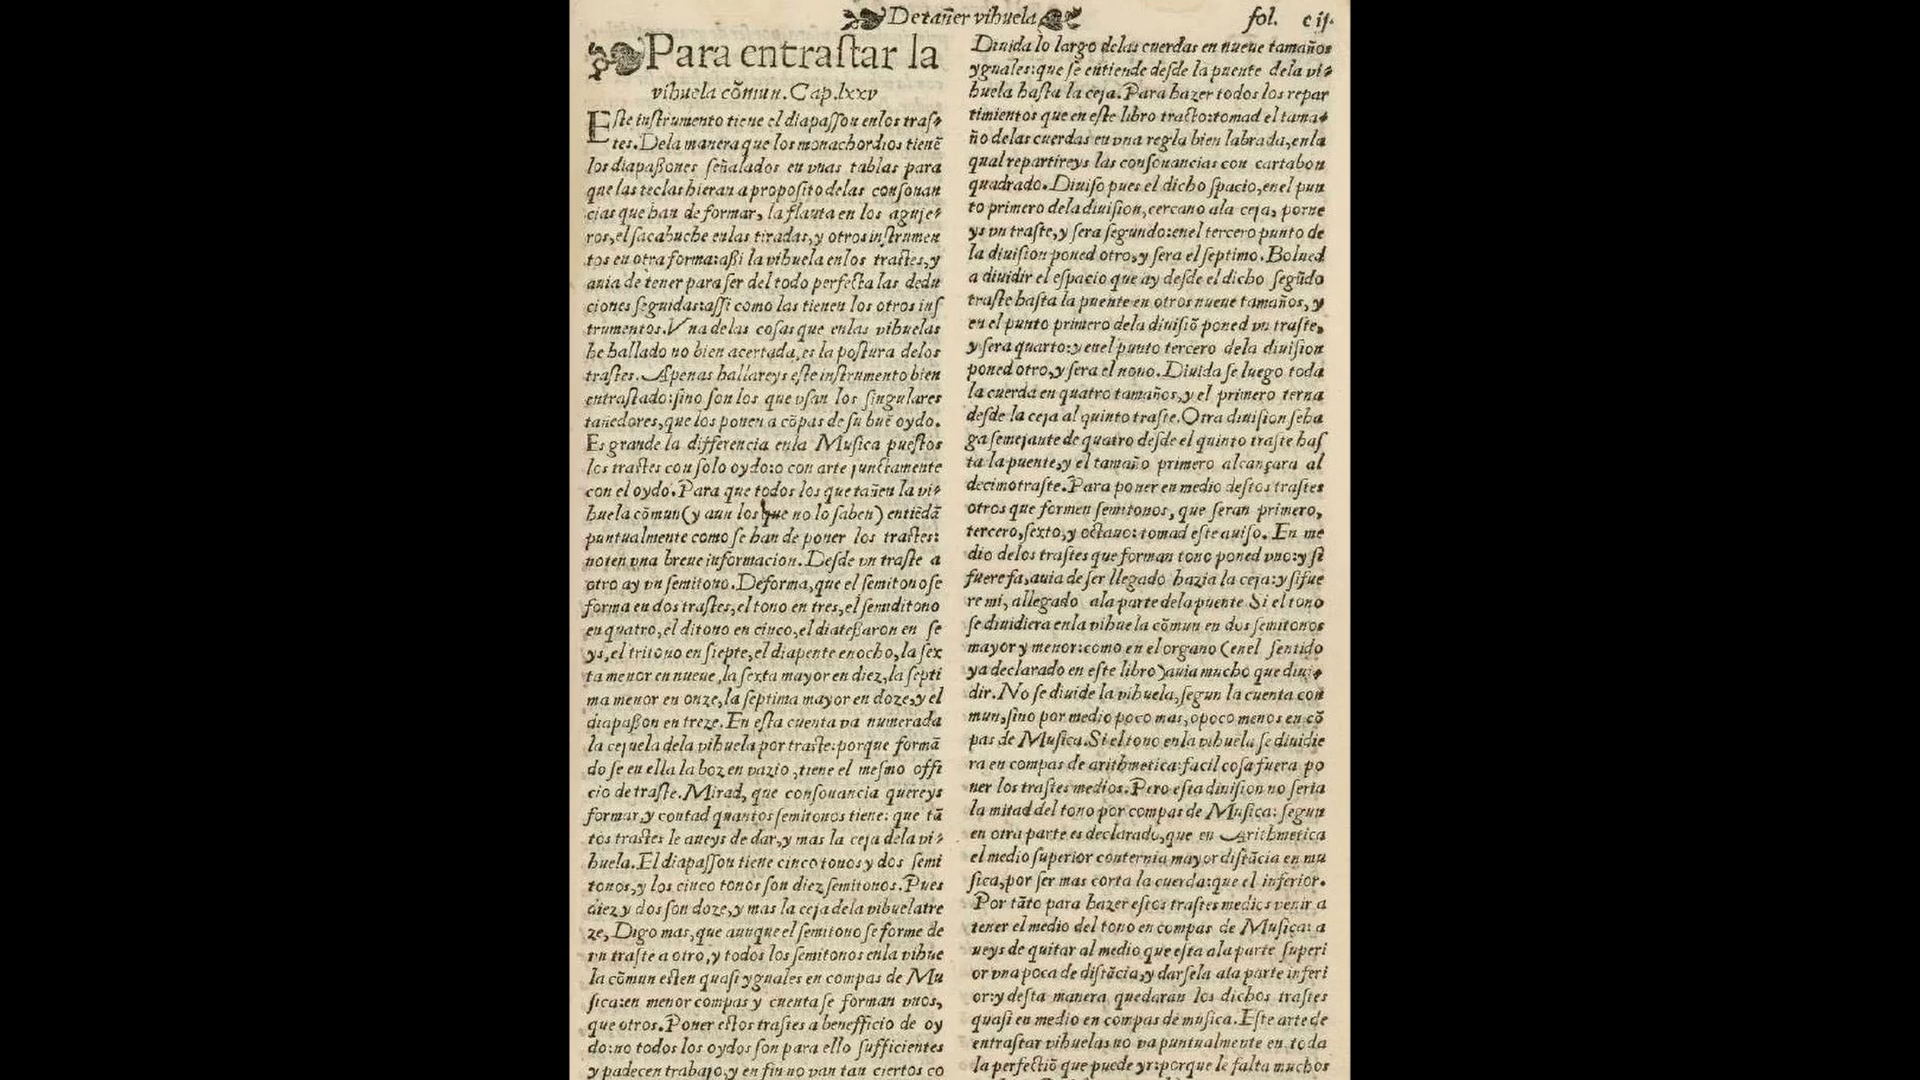 De tañer vihuela
fol. cij.
Para entraſtar la
vihuela cõmun. Cap. lxxv
Eſte inſtrumento tiene el diapaſſon enlos traſ-
tes. Dela manera que los monachordios tienẽ
los diapaßones ſeñalados en vnas tablas para
que las teclas hieran a propoſito delas conſonan
cias que han de formar, la flauta en los aguje-
ros, el ſacabuche enlas tiradas, y otros inſtrumen
tos en otra forma: aßi la vihuela enlos traſtes, y
auia de tener para ſer del todo perfecta las dedu
ciones ſeguidas: aſſi como las tienen los otros inſ
trumentos. Vna delas coſas que enlas vihuelas
he hallado no bien acertada, es la poſtura delos
traſtes. Apenas hallareys eſte inſtrumento bien
entraſtado: ſino ſon los que vſan los ſingulares
tañedores, que los ponen a cõpas de ſu buẽ oydo.
Es grande la differencia enla Muſica pueſtos
los traſtes con ſolo oydo: o con arte junctamente
con el oydo. Para que todos los que tañen la vi-
huela cõmun (y aun los que no lo ſaben) entiẽdã
puntualmente como ſe han de poner los traſtes:
noten vna breue informacion. Deſde vn traſte a
otro ay vn ſemitono. De forma, que el ſemitono ſe
forma en dos traſtes, el tono en tres, el ſemiditono
en quatro, el ditono en cinco, el diateßaron en ſe
ys, el tritono en ſiepte, el diapente en ocho, la ſex
ta menor en nueue, la ſexta mayor en diez, la ſepti
ma menor en onze, la ſeptima mayor en doze, y el
diapaßon en treze. En eſta cuenta va numerada
la cejuela dela vihuela por traſte: porque formã
do ſe en ella la boz en vazio, tiene el meſmo offi
cio de traſte. Mirad, que conſonancia quereys
formar, y contad quantos ſemitonos tiene: que tã
tos traſtes le aueys de dar, y mas la ceja dela vi-
huela. El diapaſſon tiene cinco tonos y dos ſemi
tonos, y los cinco tonos ſon diez ſemitonos. Pues
diez y dos ſon doze, y mas la ceja dela vihuela tre
ze, Digo mas, que aunque el ſemitono ſe forme de
vn traſte a otro, y todos los ſemitonos enla vihue
la cõmun eſten quaſi yguales en compas de Mu
ſica: en menor compas y cuenta ſe forman vnos,
que otros. Poner eſtos traſtes a benefficio de oy
do: no todos los oydos ſon para ello ſufficientes
y padecen trabajo, y en fin no van tan ciertos co
Diuida lo largo delas cuerdas en nueue tamaños
yguales: que ſe entiende deſde la puente dela vi-
huela haſta la ceja. Para hazer todos los repar
timientos que en eſte libro tracto: tomad el tama-
ño delas cuerdas en vna regla bien labrada, enla
qual repartireys las conſonancias con cartabon
quadrado. Diuiſo pues el dicho ſpacio, en el pun
to primero dela diuiſion, cercano ala ceja, porne
ys vn traſte, y ſera ſegundo: en el tercero punto de
la diuiſion poned otro, y ſera el ſeptimo. Bolued
a diuidir el eſpacio que ay deſde el dicho ſegũdo
traſte haſta la puente en otros nueue tamaños, y
en el punto primero dela diuiſiõ poned vn traſte,
y ſera quarto: y enel punto tercero dela diuiſion
poned otro, y ſera el nono. Diuida ſe luego toda
la cuerda en quatro tamaños, y el primero terna
deſde la ceja al quinto traſte. Otra diuiſion ſe ha
ga ſemejante de quatro deſde el quinto traſte haſ
ta la puente, y el tamaño primero alcançara al
decimo traſte. Para poner en medio deſtos traſtes
otros que formen ſemitonos, que ſeran primero,
tercero, ſexto, y octauo: tomad eſte auiſo. En me
dio delos traſtes que forman tono poned vno: y ſi
fuere fa, auia de ſer llegado hazia la ceja: y ſi fue
re mi, allegado ala parte dela puente Si el tono
ſe diuidiera enla vihuela cõmun en dos ſemitonos
mayor y menor: como en el organo (en el ſentido
ya declarado en eſte libro) auia mucho que diui-
dir. No ſe diuide la vihuela, ſegun la cuenta com
mun, ſino por medio poco mas, o poco menos en cõ
pas de Muſica. Si el tono enla vihuela ſe diuidie
ra en compas de arithmetica: facil coſa fuera po
ner los traſtes medios. Pero eſta diuiſion no ſeria
la mitad del tono por compas de Muſica: ſegun
en otra parte es declarado, que en Arithmetica
el medio ſuperior conternia mayor diſtãcia en mu
ſica, por ſer mas corta la cuerda: que el inferior.
Por tãto para hazer eſtos traſtes medios venir a
tener el medio del tono en compas de Muſica: a
ueys de quitar al medio que eſta ala parte ſuperi
or vna poca de diſtãcia, y darſela ala parte inferi
or: y deſta manera quedaran los dichos traſtes
quaſi en medio en compas de muſica. Eſte arte de
entraſtar vihuelas no va puntualmente en toda
la perfectiõ que puede yr: porque le falta muchos